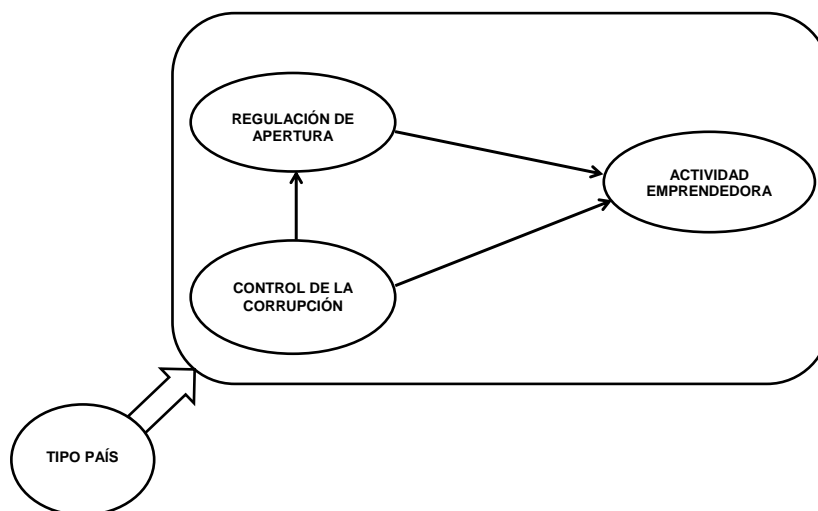 REGULACIÓN DE
APERTURA
ACTIVIDAD
EMPRENDEDORA
CONTROL DE LA
CORRUPCIÓN
TIPO PAÍS